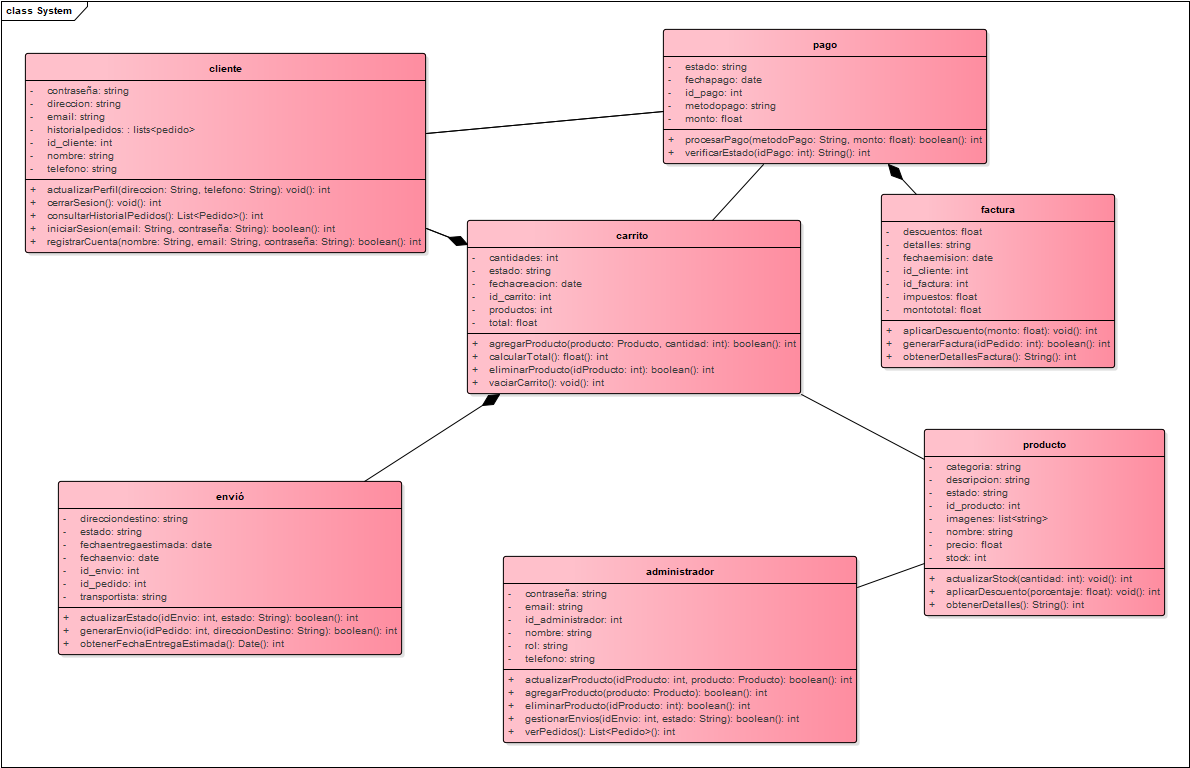 class System
cliente
- contraseña: string
- direccion: string
- email: string
- historialpedidos: : lists<pedido>
- id_cliente: int
- nombre: string
- telefono: string
+ actualizarPerfil(direccion: String, telefono: String): void(): int
+ cerrarSesion(): void(): int
+ consultarHistorialPedidos(): List<Pedido>(): int
+ iniciarSesion(email: String, contraseña: String): boolean(): int
+ registrarCuenta(nombre: String, email: String, contraseña: String): boolean(): int
pago
- estado: string
- fechapago: date
- id_pago: int
- metodopago: string
- monto: float
+ procesarPago(metodoPago: String, monto: float): boolean(): int
+ verificarEstado(idPago: int): String(): int
factura
- descuentos: float
- detalles: string
- fechaemision: date
- id_cliente: int
- id_factura: int
- impuestos: float
- montototal: float
+ aplicarDescuento(monto: float): void(): int
+ generarFactura(idPedido: int): boolean(): int
+ obtenerDetallesFactura(): String(): int
carrito
- cantidades: int
- estado: string
- fechacreacion: date
- id_carrito: int
- productos: int
- total: float
+ agregarProducto(producto: Producto, cantidad: int): boolean(): int
+ calcularTotal(): float(): int
+ eliminarProducto(idProducto: int): boolean(): int
+ vaciarCarrito(): void(): int
producto
- categoria: string
- descripcion: string
- estado: string
- id_producto: int
- imagenes: list<string>
- nombre: string
- precio: float
- stock: int
+ actualizarStock(cantidad: int): void(): int
+ aplicarDescuento(porcentaje: float): void(): int
+ obtenerDetalles(): String(): int
envió
- direcciondestino: string
- estado: string
- fechaentregaestimada: date
- fechaenvio: date
- id_envio: int
- id_pedido: int
- transportista: string
+ actualizarEstado(idEnvio: int, estado: String): boolean(): int
+ generarEnvio(idPedido: int, direccionDestino: String): boolean(): int
+ obtenerFechaEntregaEstimada(): Date(): int
administrador
- contraseña: string
- email: string
- id_administrador: int
- nombre: string
- rol: string
- telefono: string
+ actualizarProducto(idProducto: int, producto: Producto): boolean(): int
+ agregarProducto(producto: Producto): boolean(): int
+ eliminarProducto(idProducto: int): boolean(): int
+ gestionarEnvios(idEnvio: int, estado: String): boolean(): int
+ verPedidos(): List<Pedido>(): int